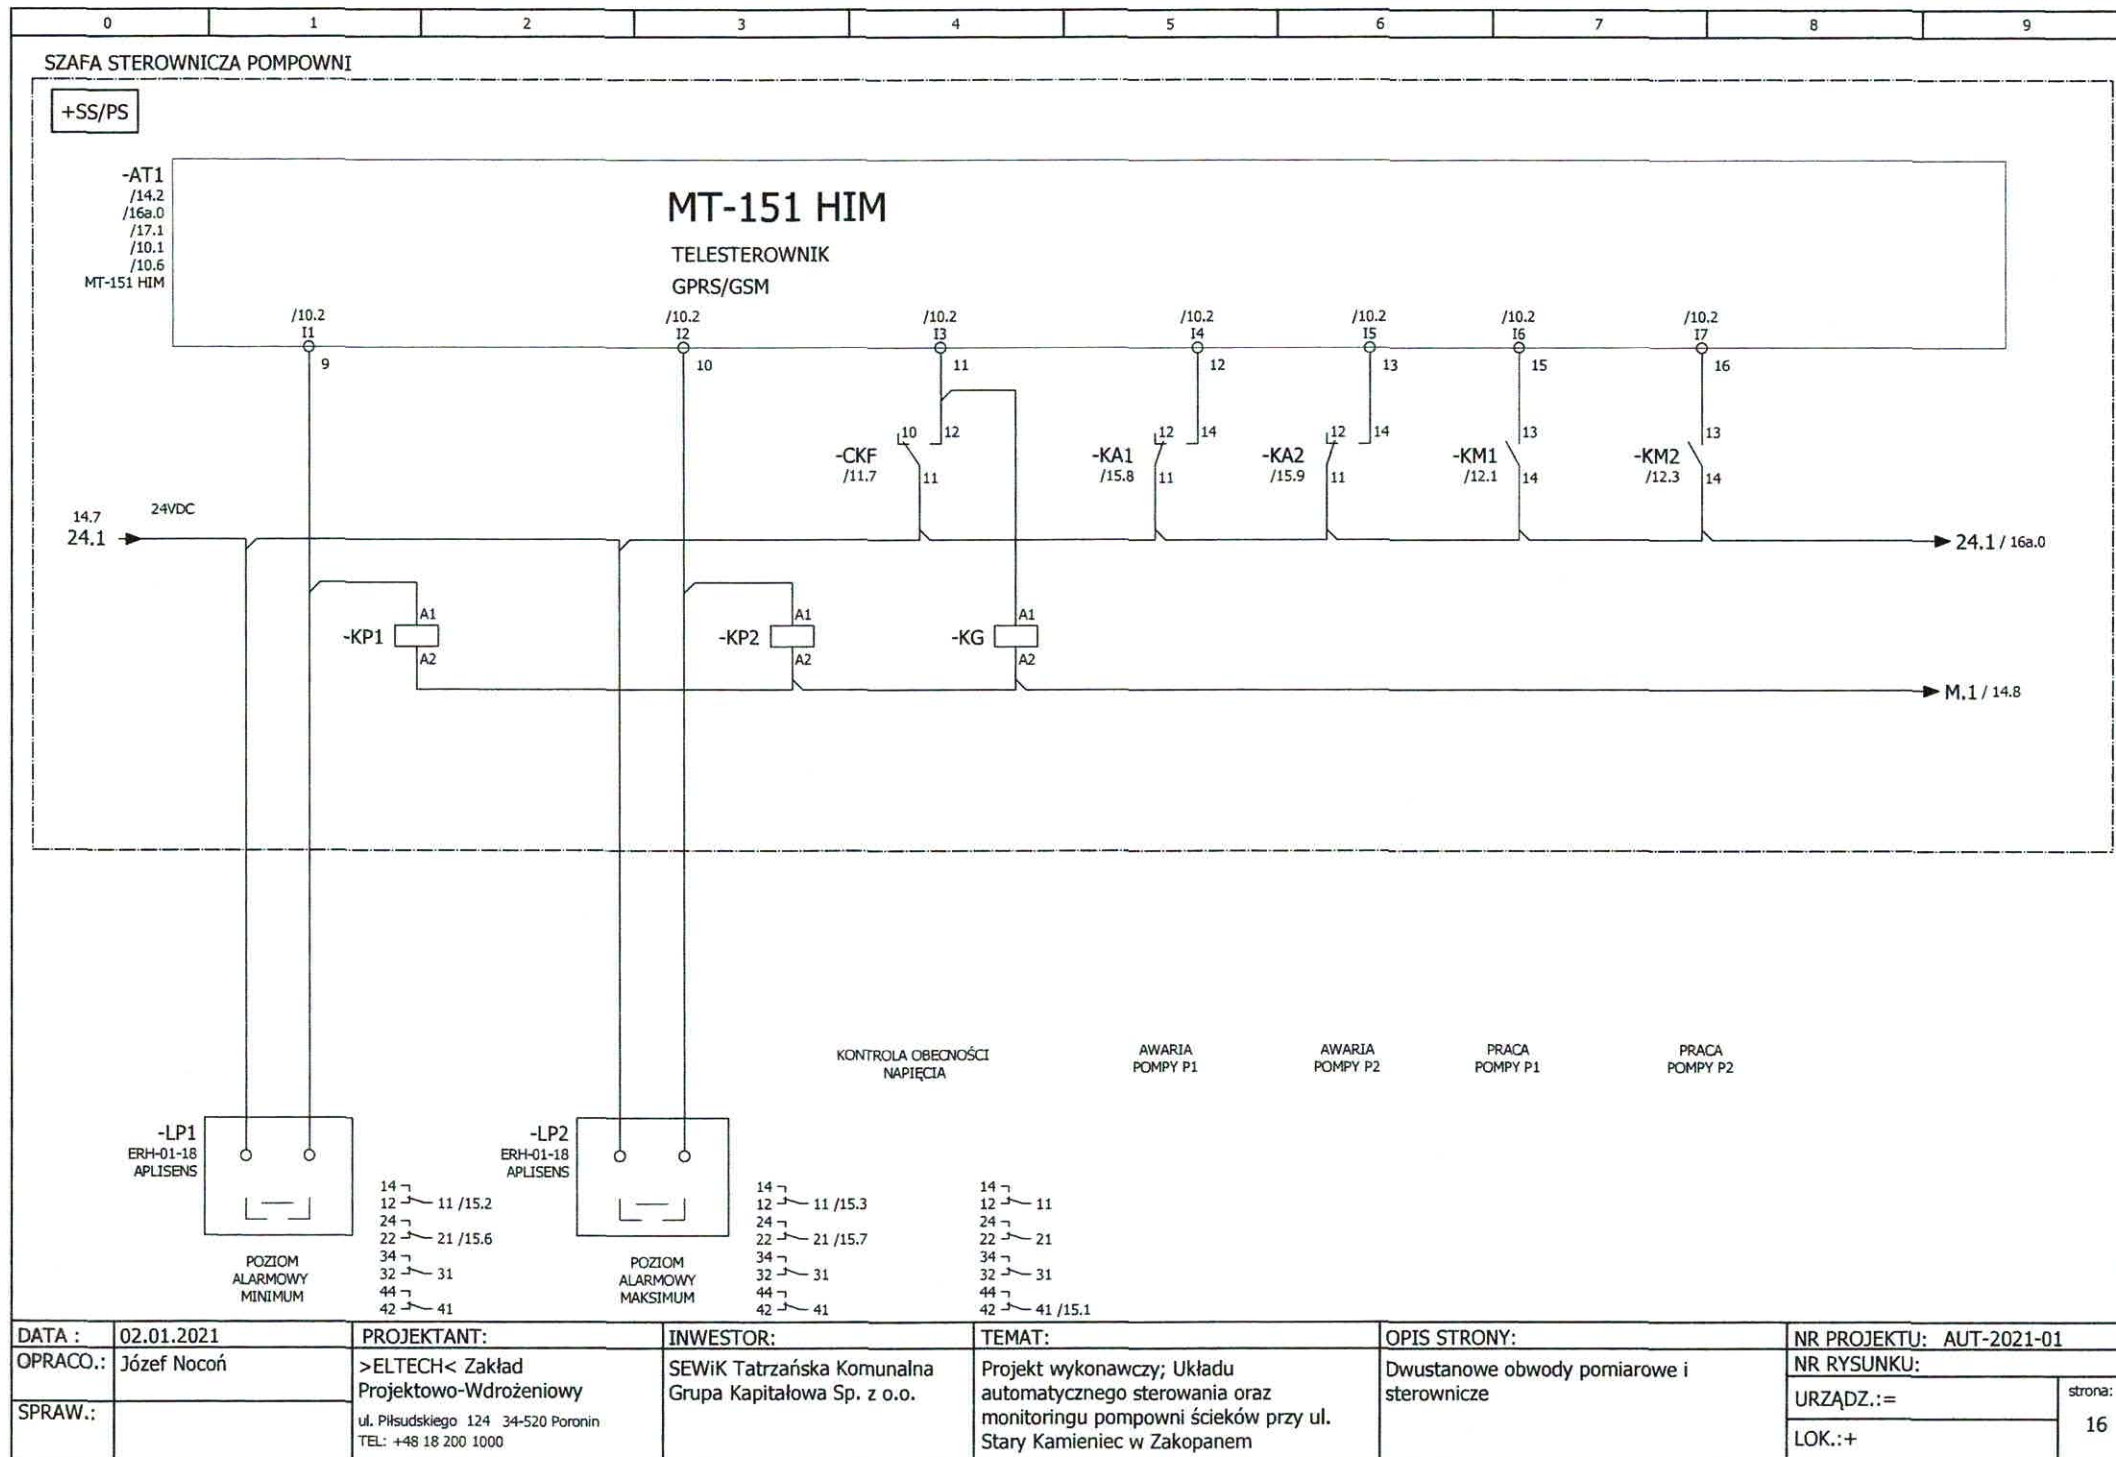 0 1 2 3 4 5 6 7 8 9
SZAFA STEROWNICZA POMPOWNI
+SS/PS
-AT1
/14.2
/16a.0
/17.1
/10.1
/10.6
MT-151 HIM
MT-151 HIM
TELESTEROWNIK
GPRS/GSM
/10.2 /10.2 /10.2 /10.2 /10.2 /10.2 /10.2
I1 I2 I3 I4 I5 I6 I7
9 10 11 12 13 15 16
10 12 12 14 12 14 13 13
-CKF -KA1 -KA2 -KM1 -KM2
/11.7 11 /15.8 11 /15.9 11 /12.1 14 /12.3 14
14.7 24VDC
24.1 24.1 / 16a.0
A1 A1 A1
-KP1 -KP2 -KG
A2 A2 A2
M.1 / 14.8
KONTROLA OBECNOŚCI
NAPIĘCIA
AWARIA
POMPY P1
AWARIA
POMPY P2
PRACA
POMPY P1
PRACA
POMPY P2
-LP1
ERH-01-18
APLISENS
POZIOM
ALARMOWY
MINIMUM
14
12 11 /15.2
24
22 21 /15.6
34
32 31
44
42 41
-LP2
ERH-01-18
APLISENS
POZIOM
ALARMOWY
MAKSIMUM
14
12 11 /15.3
24
22 21 /15.7
34
32 31
44
42 41
14
12 11
24
22 21
34
32 31
44
42 41 /15.1
DATA : 02.01.2021
OPRACO.: Józef Nocoń
SPRAW.:
PROJEKTANT:
>ELTECH< Zakład
Projektowo-Wdrożeniowy
ul. Piłsudskiego 124 34-520 Poronin
TEL: +48 18 200 1000
INWESTOR:
SEWiK Tatrzańska Komunalna
Grupa Kapitałowa Sp. z o.o.
TEMAT:
Projekt wykonawczy; Układu
automatycznego sterowania oraz
monitoringu pompowni ścieków przy ul.
Stary Kamieniec w Zakopanem
OPIS STRONY:
Dwustanowe obwody pomiarowe i
sterownicze
NR PROJEKTU: AUT-2021-01
NR RYSUNKU:
URZĄDZ.:=
LOK.:+
strona:
16